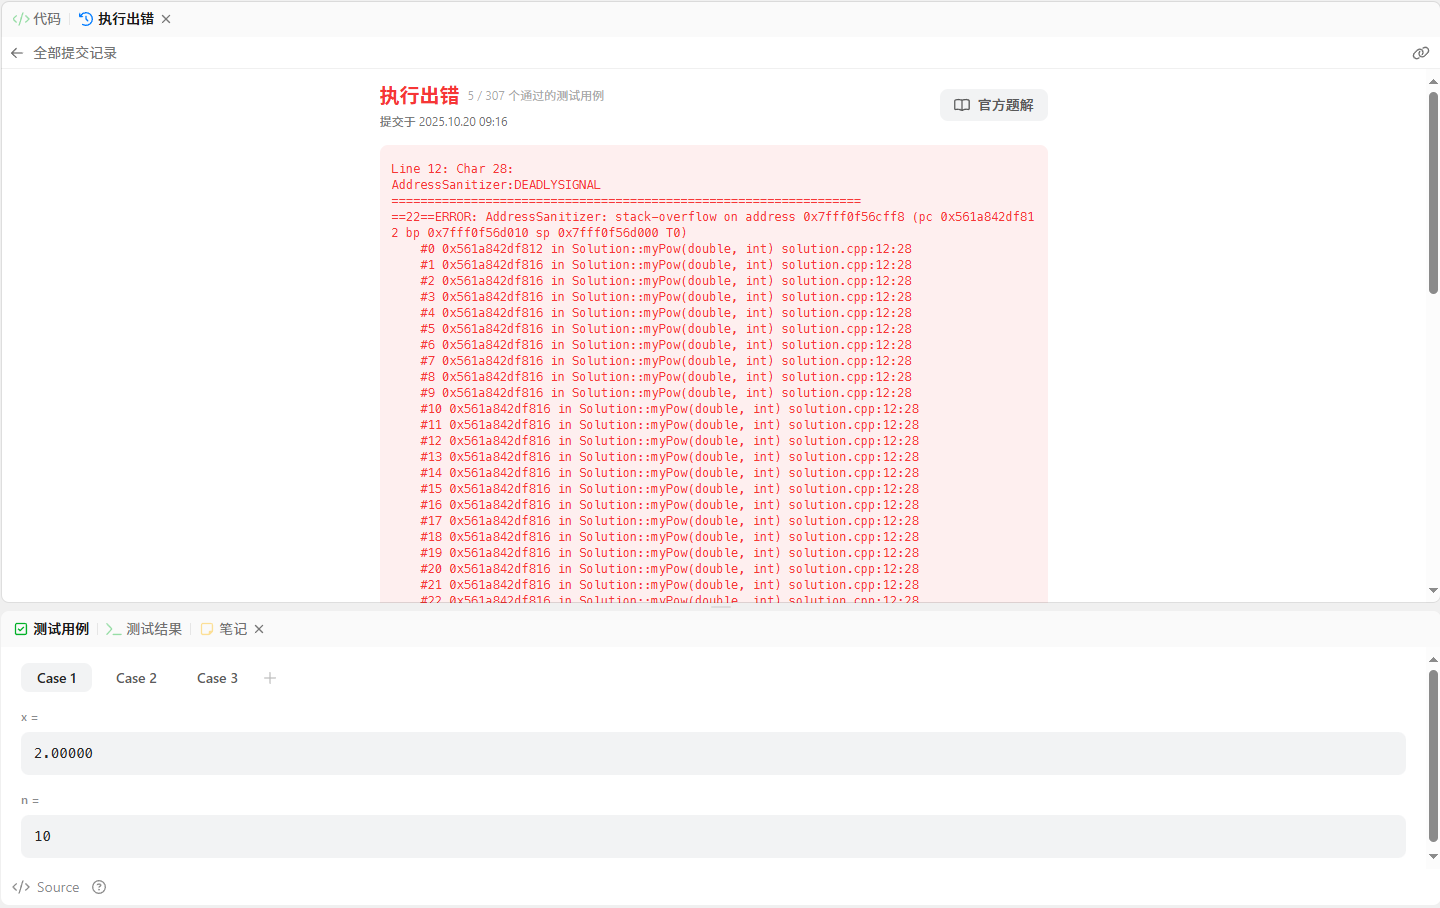 代码 执行出错
全部提交记录
执行出错 5 / 307 个通过的测试用例
提交于 2025.10.20 09:16
官方题解
Line 12: Char 28:
AddressSanitizer:DEADLYSIGNAL
=================================================================
==22==ERROR: AddressSanitizer: stack-overflow on address 0x7fff0f56cff8 (pc 0x561a842df81
2 bp 0x7fff0f56d010 sp 0x7fff0f56d000 T0)
#0 0x561a842df812 in Solution::myPow(double, int) solution.cpp:12:28
#1 0x561a842df816 in Solution::myPow(double, int) solution.cpp:12:28
#2 0x561a842df816 in Solution::myPow(double, int) solution.cpp:12:28
#3 0x561a842df816 in Solution::myPow(double, int) solution.cpp:12:28
#4 0x561a842df816 in Solution::myPow(double, int) solution.cpp:12:28
#5 0x561a842df816 in Solution::myPow(double, int) solution.cpp:12:28
#6 0x561a842df816 in Solution::myPow(double, int) solution.cpp:12:28
#7 0x561a842df816 in Solution::myPow(double, int) solution.cpp:12:28
#8 0x561a842df816 in Solution::myPow(double, int) solution.cpp:12:28
#9 0x561a842df816 in Solution::myPow(double, int) solution.cpp:12:28
#10 0x561a842df816 in Solution::myPow(double, int) solution.cpp:12:28
#11 0x561a842df816 in Solution::myPow(double, int) solution.cpp:12:28
#12 0x561a842df816 in Solution::myPow(double, int) solution.cpp:12:28
#13 0x561a842df816 in Solution::myPow(double, int) solution.cpp:12:28
#14 0x561a842df816 in Solution::myPow(double, int) solution.cpp:12:28
#15 0x561a842df816 in Solution::myPow(double, int) solution.cpp:12:28
#16 0x561a842df816 in Solution::myPow(double, int) solution.cpp:12:28
#17 0x561a842df816 in Solution::myPow(double, int) solution.cpp:12:28
#18 0x561a842df816 in Solution::myPow(double, int) solution.cpp:12:28
#19 0x561a842df816 in Solution::myPow(double, int) solution.cpp:12:28
#20 0x561a842df816 in Solution::myPow(double, int) solution.cpp:12:28
#21 0x561a842df816 in Solution::myPow(double, int) solution.cpp:12:28
#22 0x561a842df816 in Solution::myPow(double, int) solution.cpp:12:28
测试用例 测试结果 笔记
Case 1 Case 2 Case 3
x =
2.00000
n =
10
Source